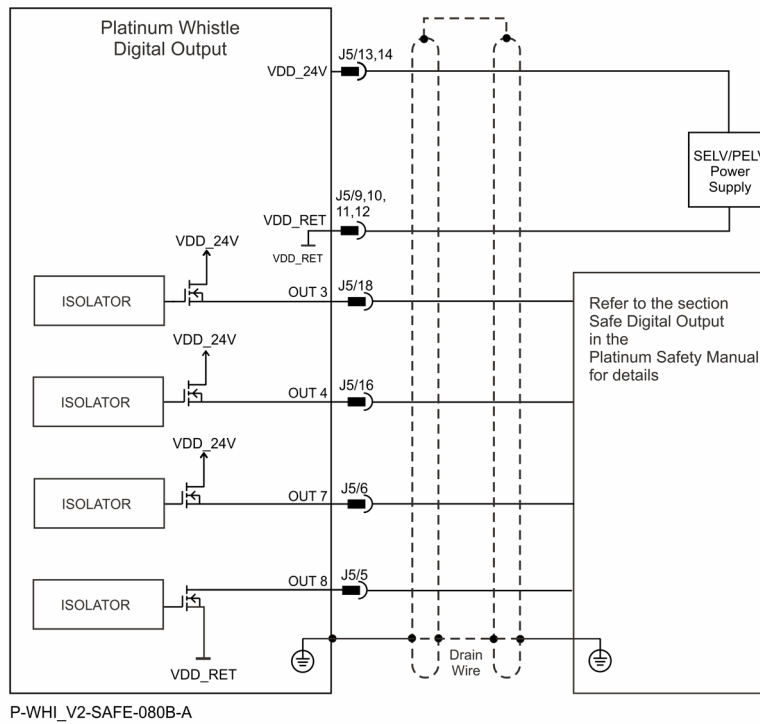 Platinum Whistle
Digital Output
J5/13,14
VDD_24V
SELV/PELV
Power
Supply
J5/9,10,
11,12
VDD_RET
VDD_RET
VDD_24V
ISOLATOR
OUT 3
J5/18
Refer to the section
Safe Digital Output
in the
Platinum Safety Manual
for details
VDD_24V
ISOLATOR
OUT 4
J5/16
VDD_24V
ISOLATOR
OUT 7
J5/6
ISOLATOR
OUT 8
J5/5
VDD_RET
Drain
Wire
P-WHI_V2-SAFE-080B-A